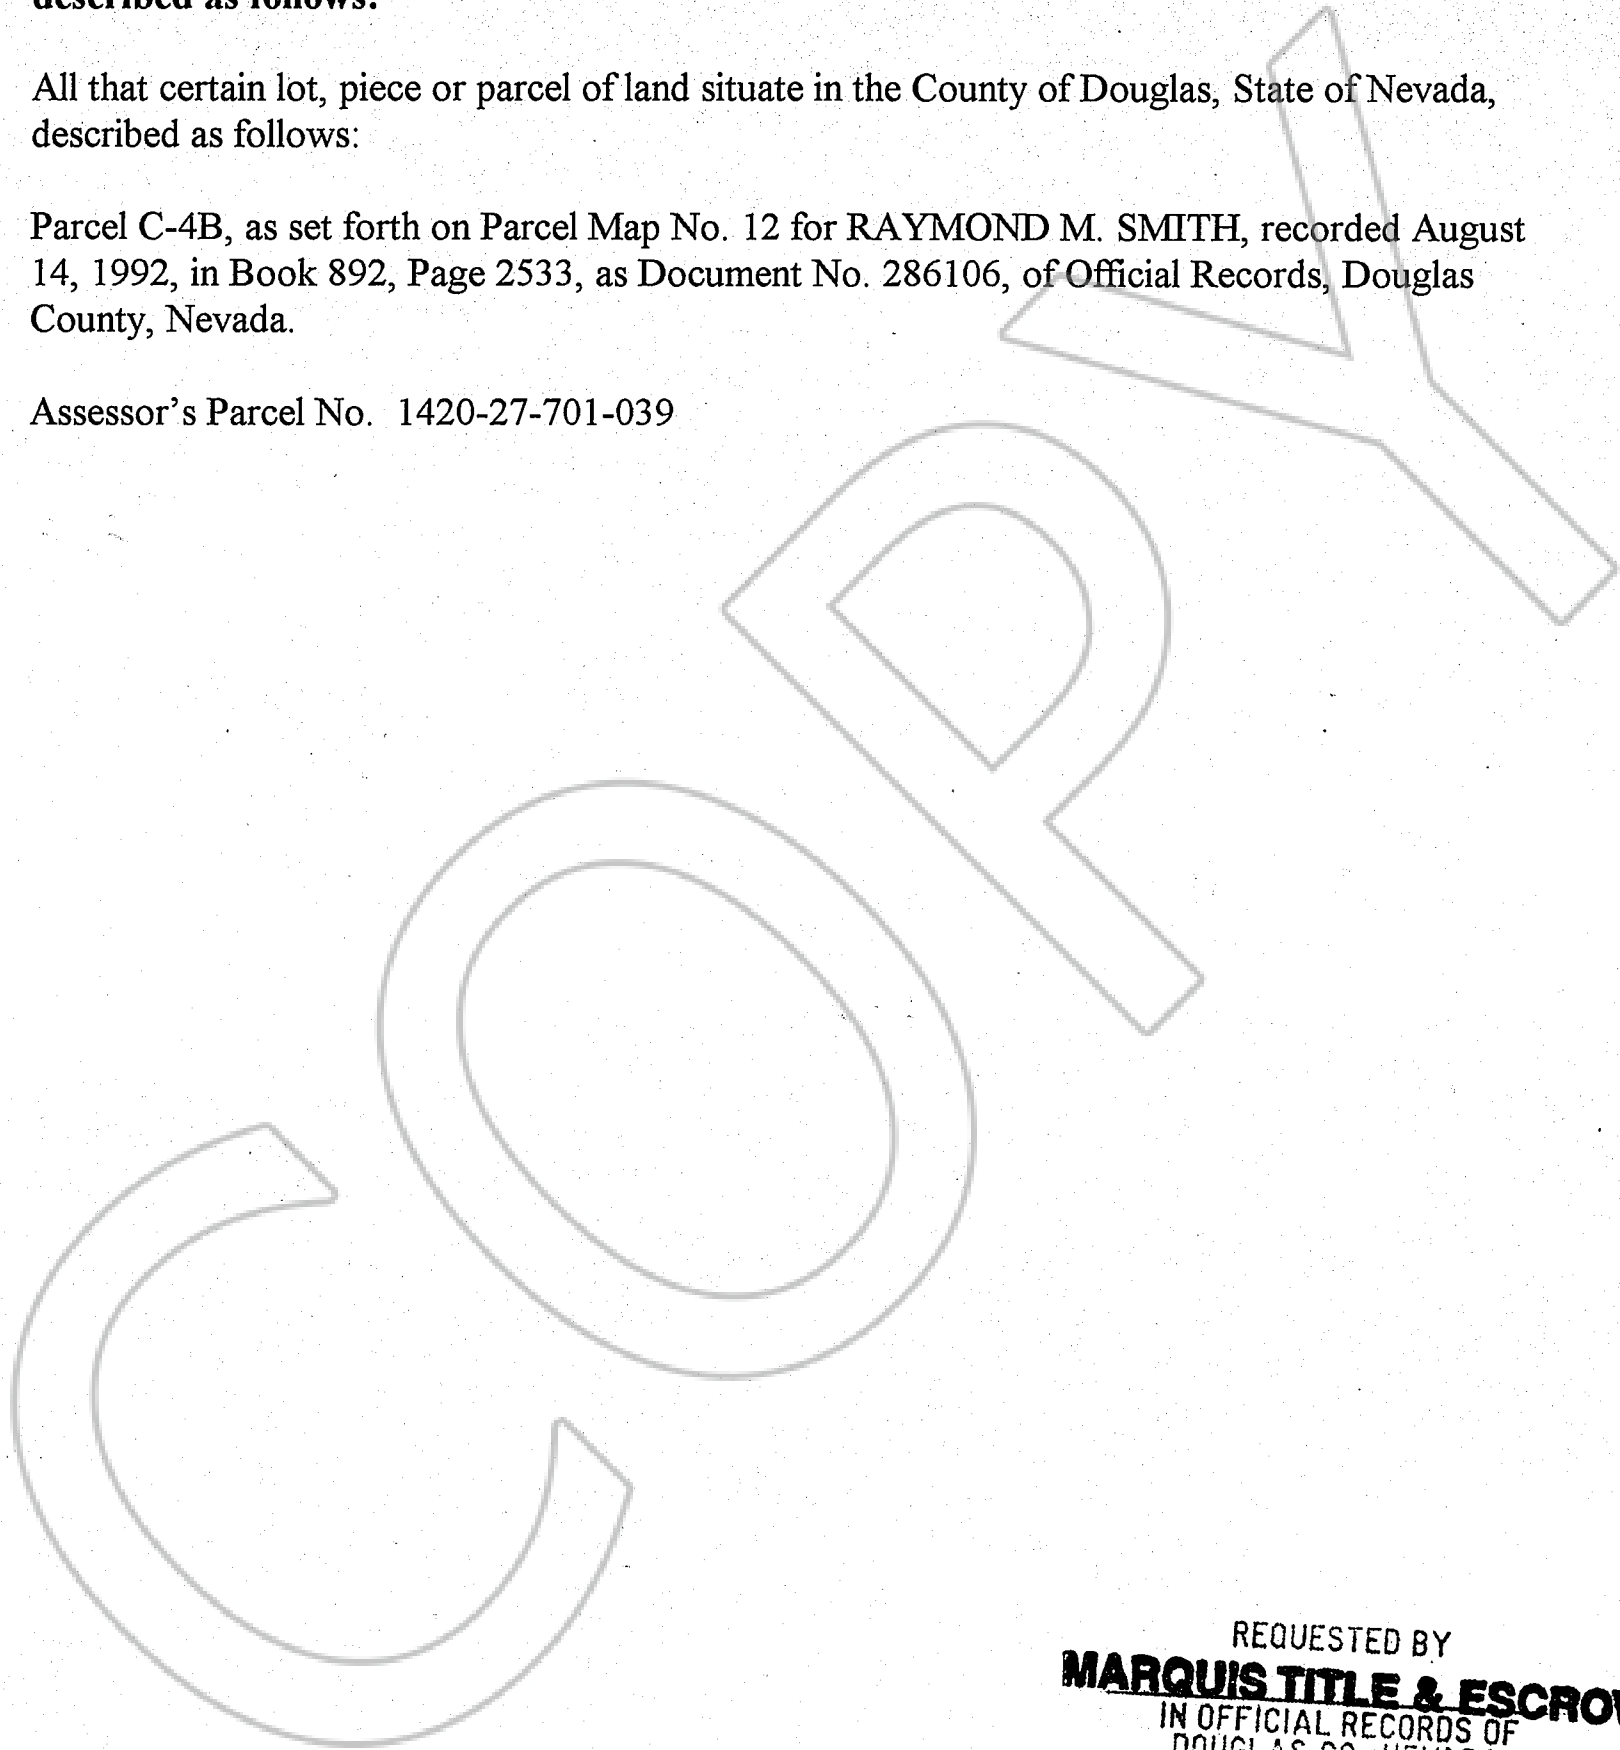 described as follows:
All that certain lot, piece or parcel of land situate in the County of Douglas, State of Nevada,
described as follows:
Parcel C-4B, as set forth on Parcel Map No. 12 for RAYMOND M. SMITH, recorded August
14, 1992, in Book 892, Page 2533, as Document No. 286106, of Official Records, Douglas
County, Nevada.
Assessor's Parcel No. 1420-27-701-039
COPY
REQUESTED BY
MARQUIS TITLE & ESCROW
IN OFFICIAL RECORDS OF
DOUGLAS CO.